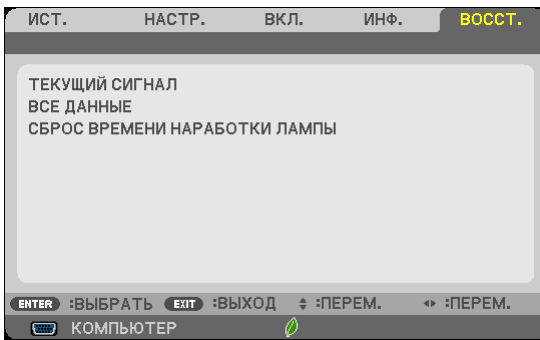 ИСТ. НАСТР. ВКЛ. ИНФ. ВОССТ.
ТЕКУЩИЙ СИГНАЛ
ВСЕ ДАННЫЕ
СБРОС ВРЕМЕНИ НАРАБОТКИ ЛАМПЫ
ENTER :ВЫБРАТЬ EXIT :ВЫХОД :ПЕРЕМ. :ПЕРЕМ.
КОМПЬЮТЕР